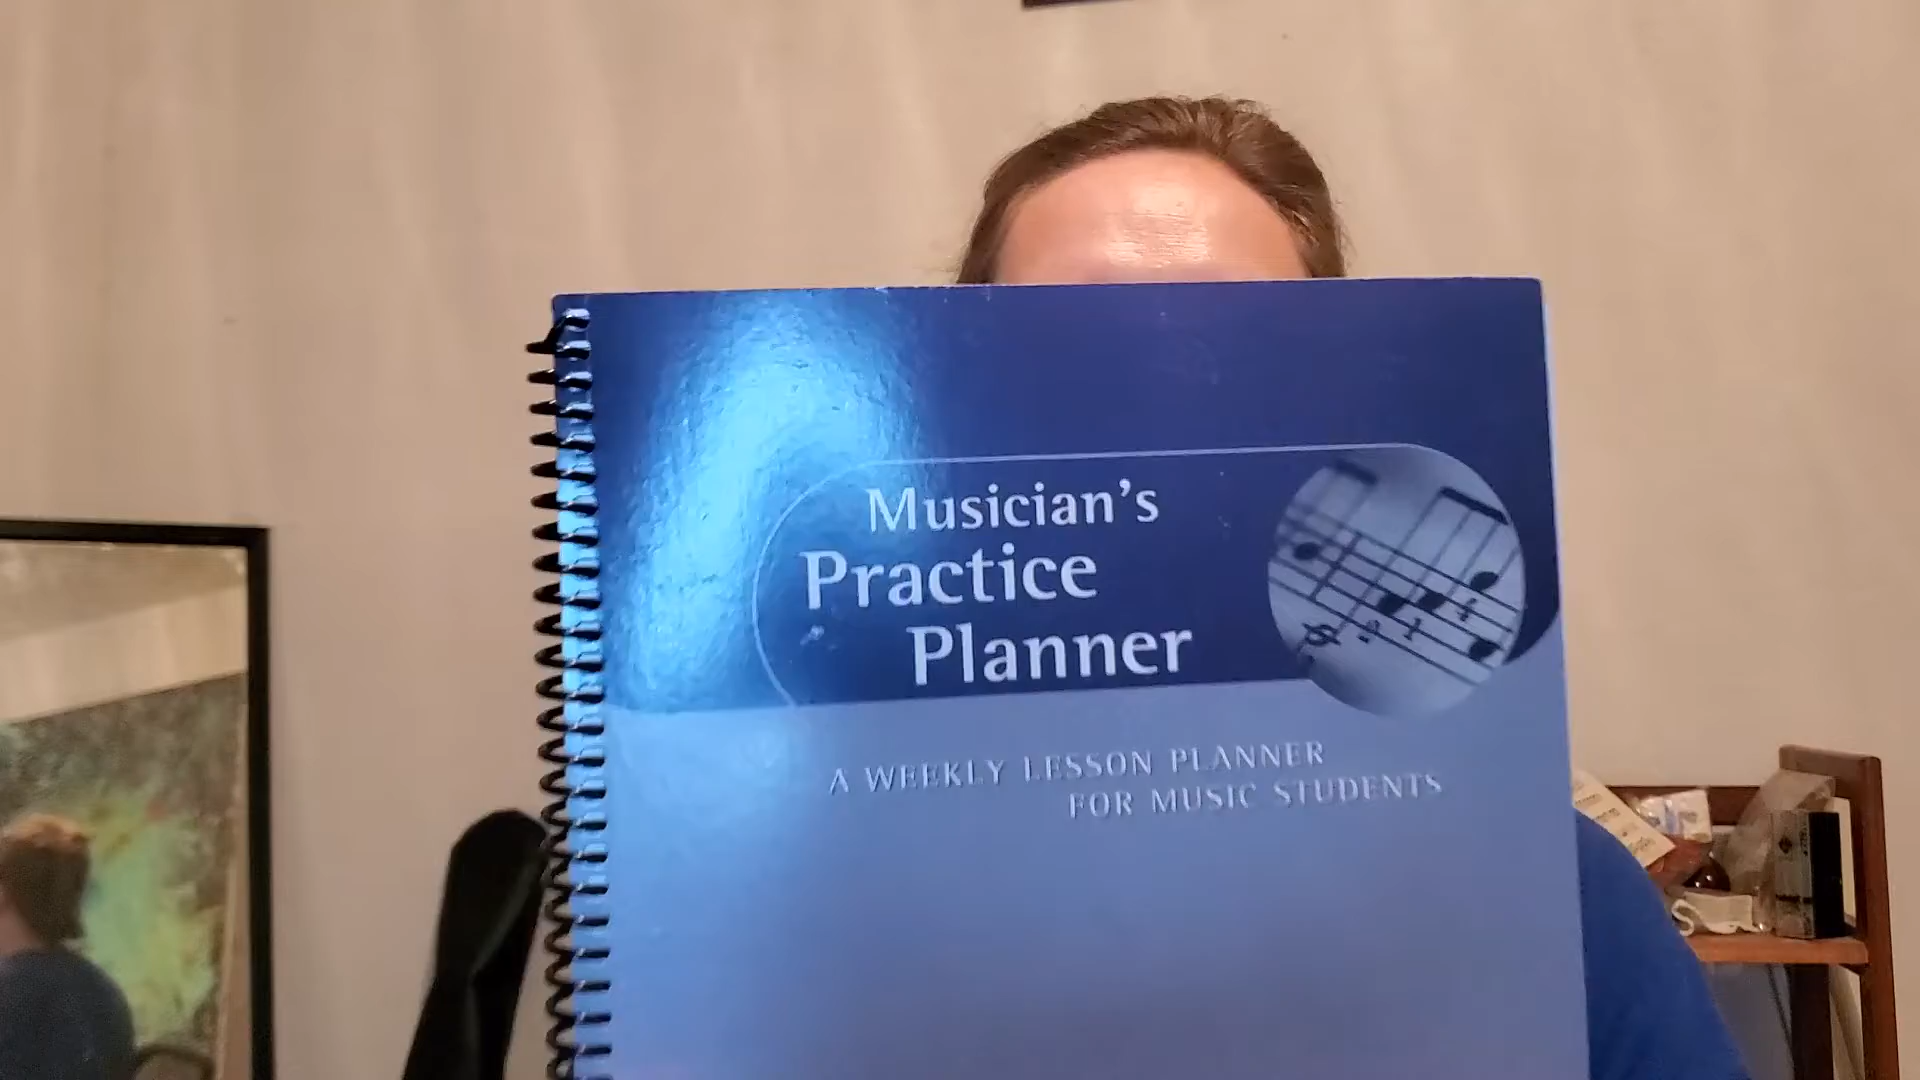 Musician's
Practice
Planner
A WEEKLY LESSON PLANNER
FOR MUSIC STUDENTS